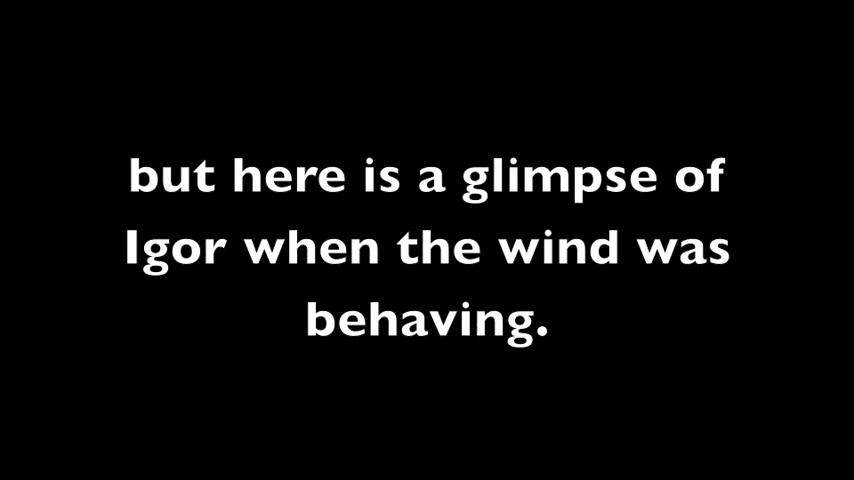 but here is a glimpse of
Igor when the wind was
behaving.